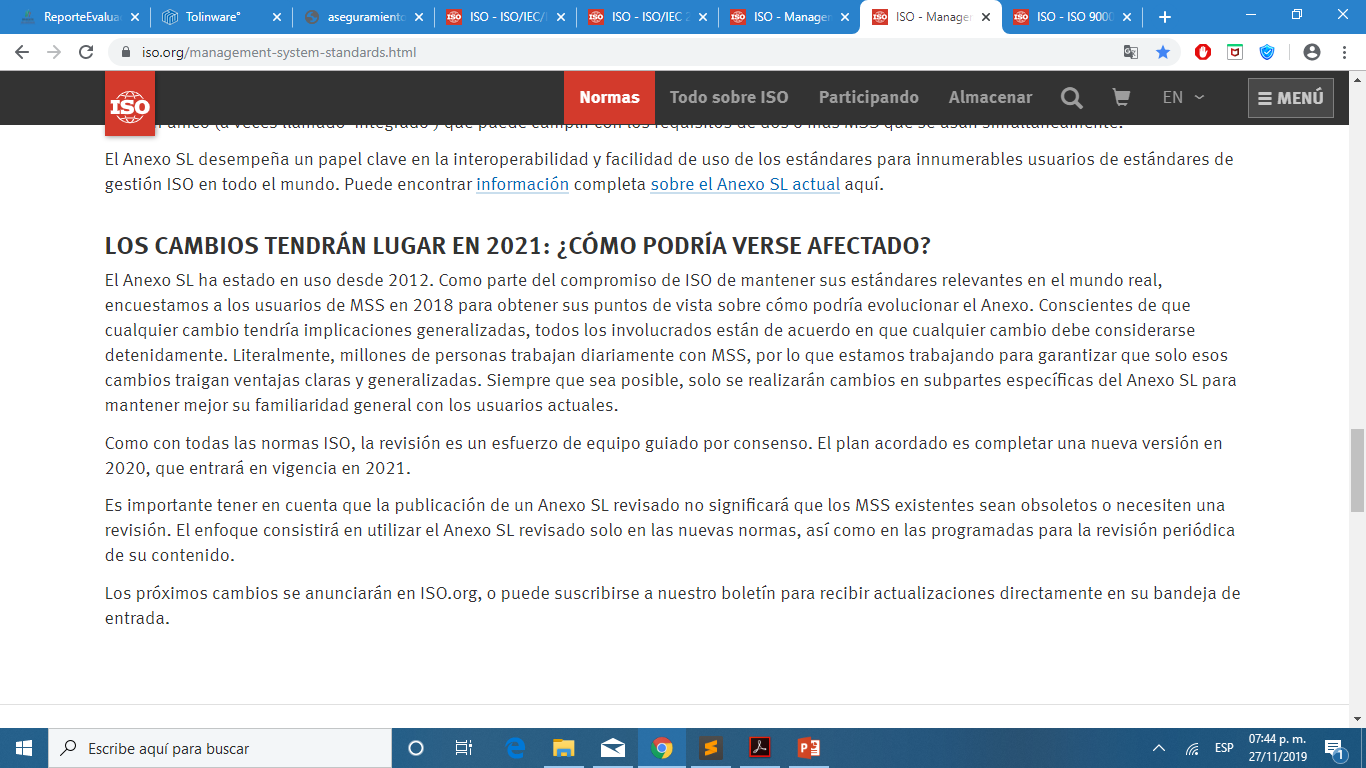 ReporteEvalua
Tolinware°
aseguramiento
ISO - ISO/IEC/
ISO - ISO/IEC 2
ISO - Manager
ISO - Manager
ISO - ISO 9000
iso.org/management-system-standards.html
ISO
Normas
Todo sobre ISO
Participando
Almacenar
EN
MENÚ
El Anexo SL desempeña un papel clave en la interoperabilidad y facilidad de uso de los estándares para innumerables usuarios de estándares de
gestión ISO en todo el mundo. Puede encontrar información completa sobre el Anexo SL actual aquí.
LOS CAMBIOS TENDRÁN LUGAR EN 2021: ¿CÓMO PODRÍA VERSE AFECTADO?
El Anexo SL ha estado en uso desde 2012. Como parte del compromiso de ISO de mantener sus estándares relevantes en el mundo real,
encuestamos a los usuarios de MSS en 2018 para obtener sus puntos de vista sobre cómo podría evolucionar el Anexo. Conscientes de que
cualquier cambio tendría implicaciones generalizadas, todos los involucrados están de acuerdo en que cualquier cambio debe considerarse
detenidamente. Literalmente, millones de personas trabajan diariamente con MSS, por lo que estamos trabajando para garantizar que solo esos
cambios traigan ventajas claras y generalizadas. Siempre que sea posible, solo se realizarán cambios en subpartes específicas del Anexo SL para
mantener mejor su familiaridad general con los usuarios actuales.
Como con todas las normas ISO, la revisión es un esfuerzo de equipo guiado por consenso. El plan acordado es completar una nueva versión en
2020, que entrará en vigencia en 2021.
Es importante tener en cuenta que la publicación de un Anexo SL revisado no significará que los MSS existentes sean obsoletos o necesiten una
revisión. El enfoque consistirá en utilizar el Anexo SL revisado solo en las nuevas normas, así como en las programadas para la revisión periódica
de su contenido.
Los próximos cambios se anunciarán en ISO.org, o puede suscribirse a nuestro boletín para recibir actualizaciones directamente en su bandeja de
entrada.
Escribe aquí para buscar
ESP
07:44 p. m.
27/11/2019
1